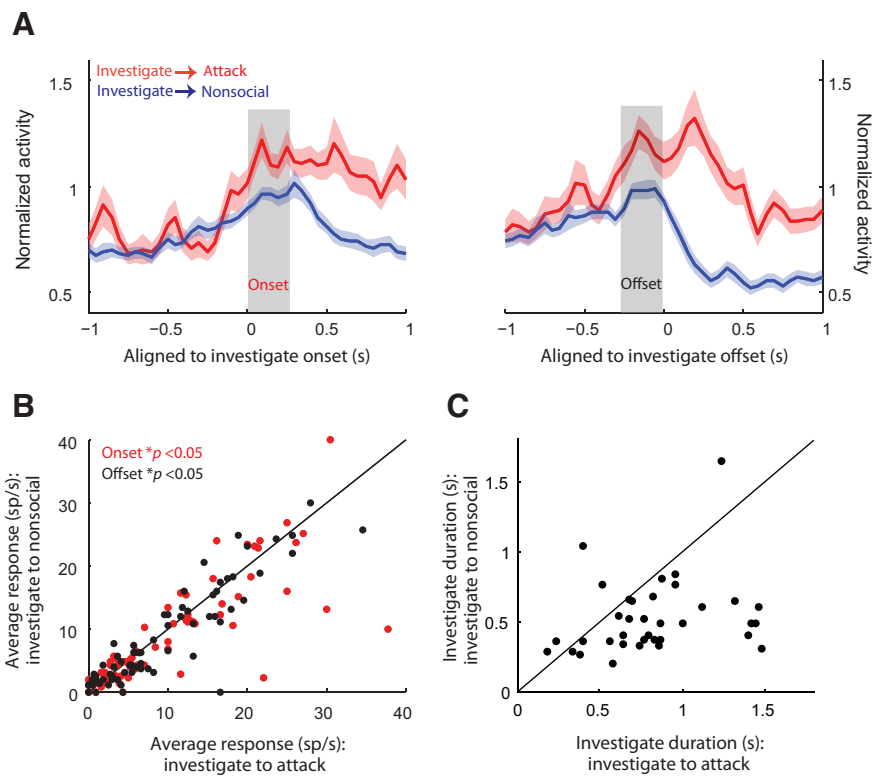 A
Investigate → Attack
Investigate → Nonsocial
Normalized activity
1.5
1
0.5
Onset
−1
−0.5
0
0.5
1
Aligned to investigate onset (s)
Normalized activity
1.5
1
0.5
Offset
−1
−0.5
0
0.5
1
Aligned to investigate offset (s)
B
Onset *p <0.05
Offset *p <0.05
Average response (sp/s):
investigate to nonsocial
40
30
20
10
0
0
10
20
30
40
Average response (sp/s):
investigate to attack
C
Investigate duration (s):
investigate to nonsocial
1.5
1
0.5
0
0
0.5
1
1.5
Investigate duration (s):
investigate to attack